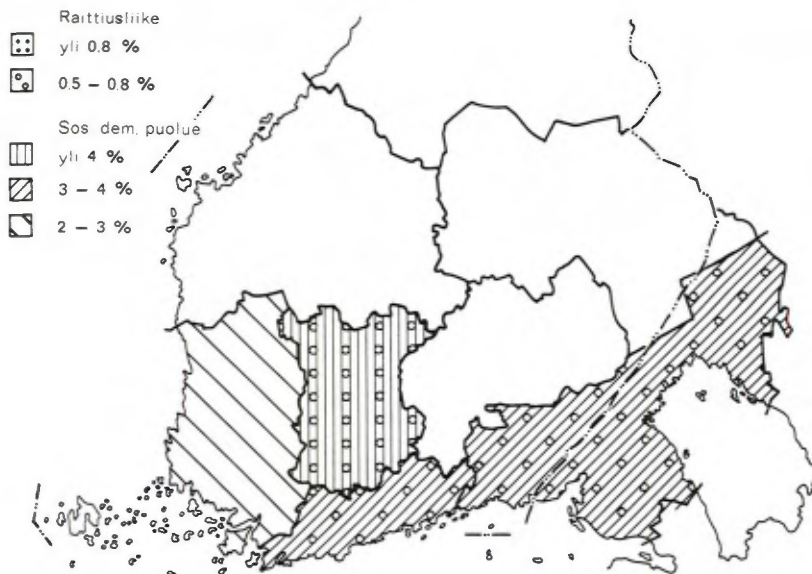 Raittiusliike
yli 0.8 %
0.5 – 0.8 %
Sos dem. puolue
yli 4 %
3 – 4 %
2 – 3 %